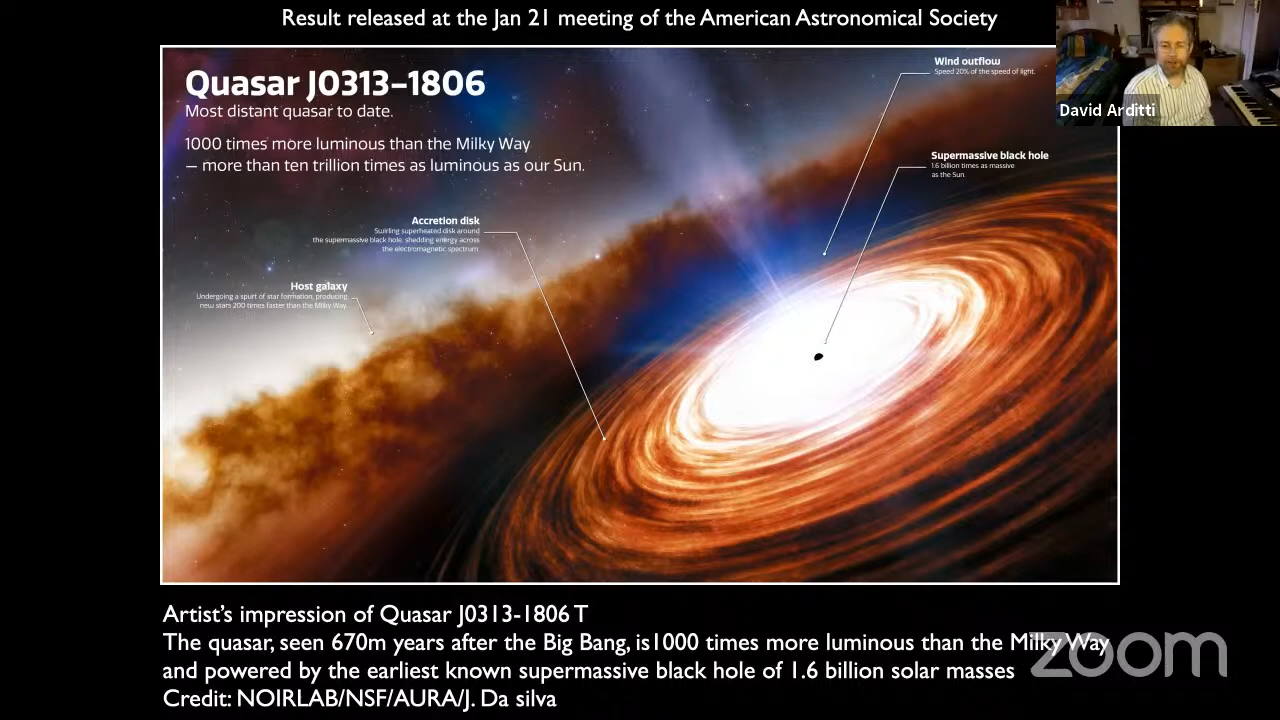 Result released at the Jan 21 meeting of the American Astronomical Society
Quasar J0313–1806
Most distant quasar to date.
1000 times more luminous than the Milky Way
– more than ten trillion times as luminous as our Sun.
Wind outflow
Speed 20% of the speed of light.
David Arditti
Supermassive black hole
1.6 billion times as massive
as the Sun.
Accretion disk
Swirling superheated disk around
the supermassive black hole, shedding energy across
the electromagnetic spectrum.
Host galaxy
Undergoing a spurt of star formation, producing
new stars 200 times faster than the Milky Way.
Artist's impression of Quasar J0313-1806 T
The quasar, seen 670m years after the Big Bang, is1000 times more luminous than the Milky Way
and powered by the earliest known supermassive black hole of 1.6 billion solar masses
Credit: NOIRLAB/NSF/AURA/J. Da silva
zoom